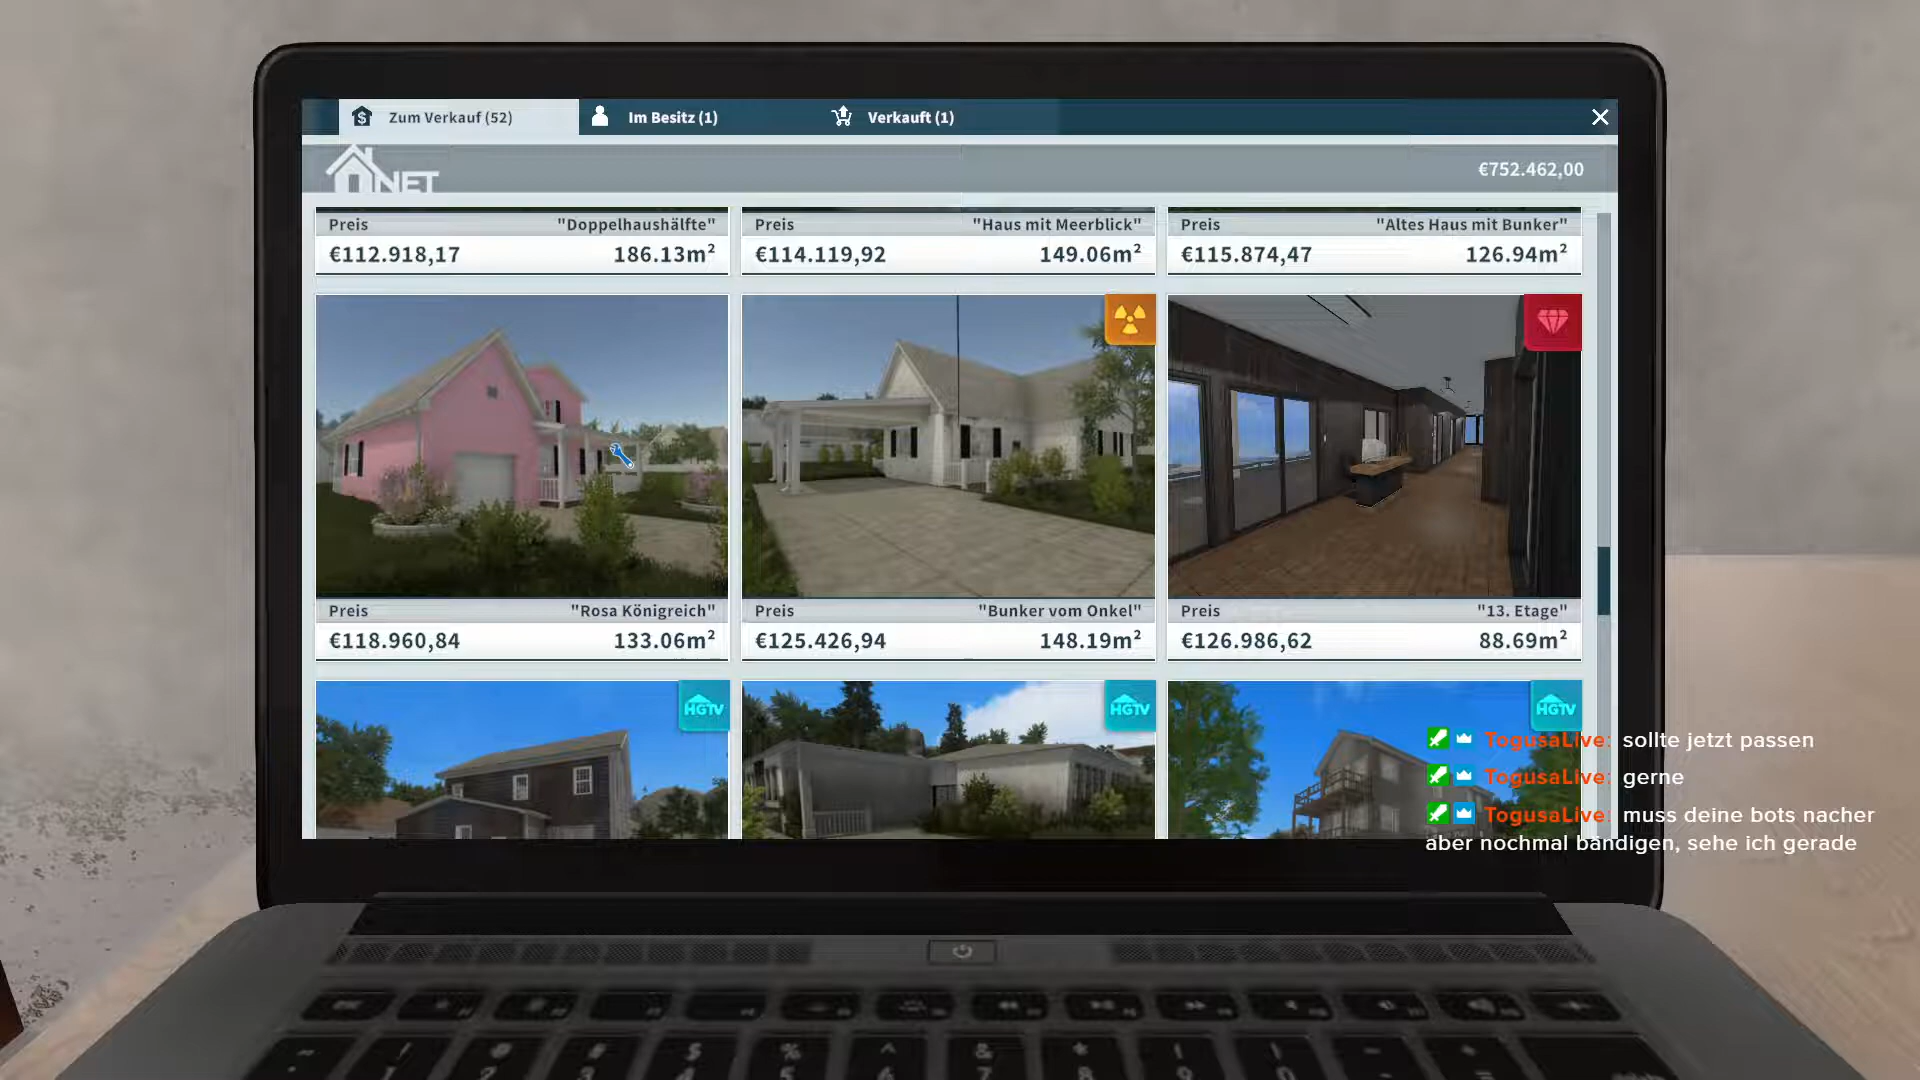 Zum Verkauf (52) Im Besitz (1) Verkauft (1)
NET €752.462,00
Preis "Doppelhaushälfte" Preis "Haus mit Meerblick" Preis "Altes Haus mit Bunker"
€112.918,17 186.13m² €114.119,92 149.06m² €115.874,47 126.94m²
Preis "Rosa Königreich" Preis "Bunker vom Onkel" Preis "13. Etage"
€118.960,84 133.06m² €125.426,94 148.19m² €126.986,62 88.69m²
HGTV HGTV HGTV
TogusaLive: sollte jetzt passen
TogusaLive: gerne
TogusaLive: muss deine bots nacher
aber nochmal bändigen, sehe ich gerade